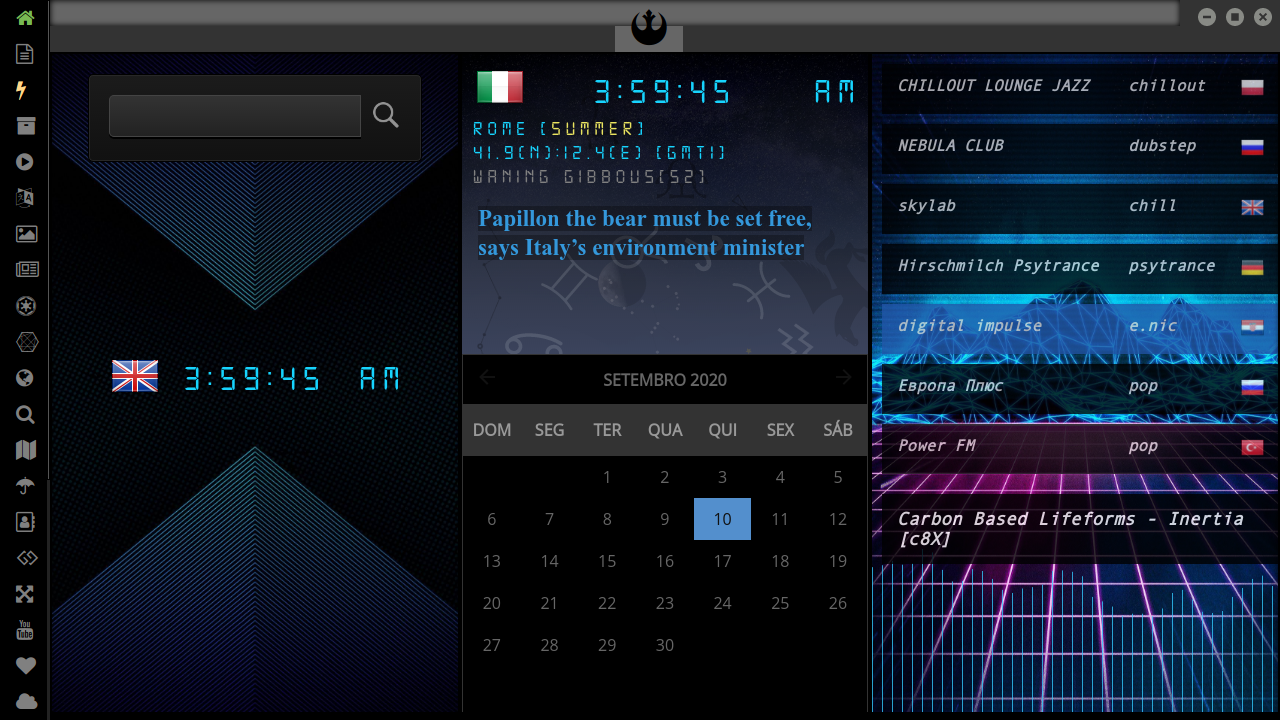 3:59:45 AM
3:59:45 AM
ROME (SUMMER)
41.9(N):12.4(E) (GMT1)
WANING GIBBOUS(52)
Papillon the bear must be set free,
says Italy’s environment minister
SETEMBRO 2020
DOM SEG TER QUA QUI SEX SÁB
1 2 3 4 5
6 7 8 9 10 11 12
13 14 15 16 17 18 19
20 21 22 23 24 25 26
27 28 29 30
CHILLOUT LOUNGE JAZZ chillout
NEBULA CLUB dubstep
skylab chill
Hirschmilch Psytrance psytrance
digital impulse e.nic
Европа Плюс pop
Power FM pop
Carbon Based Lifeforms - Inertia
[c8X]
You
Tube